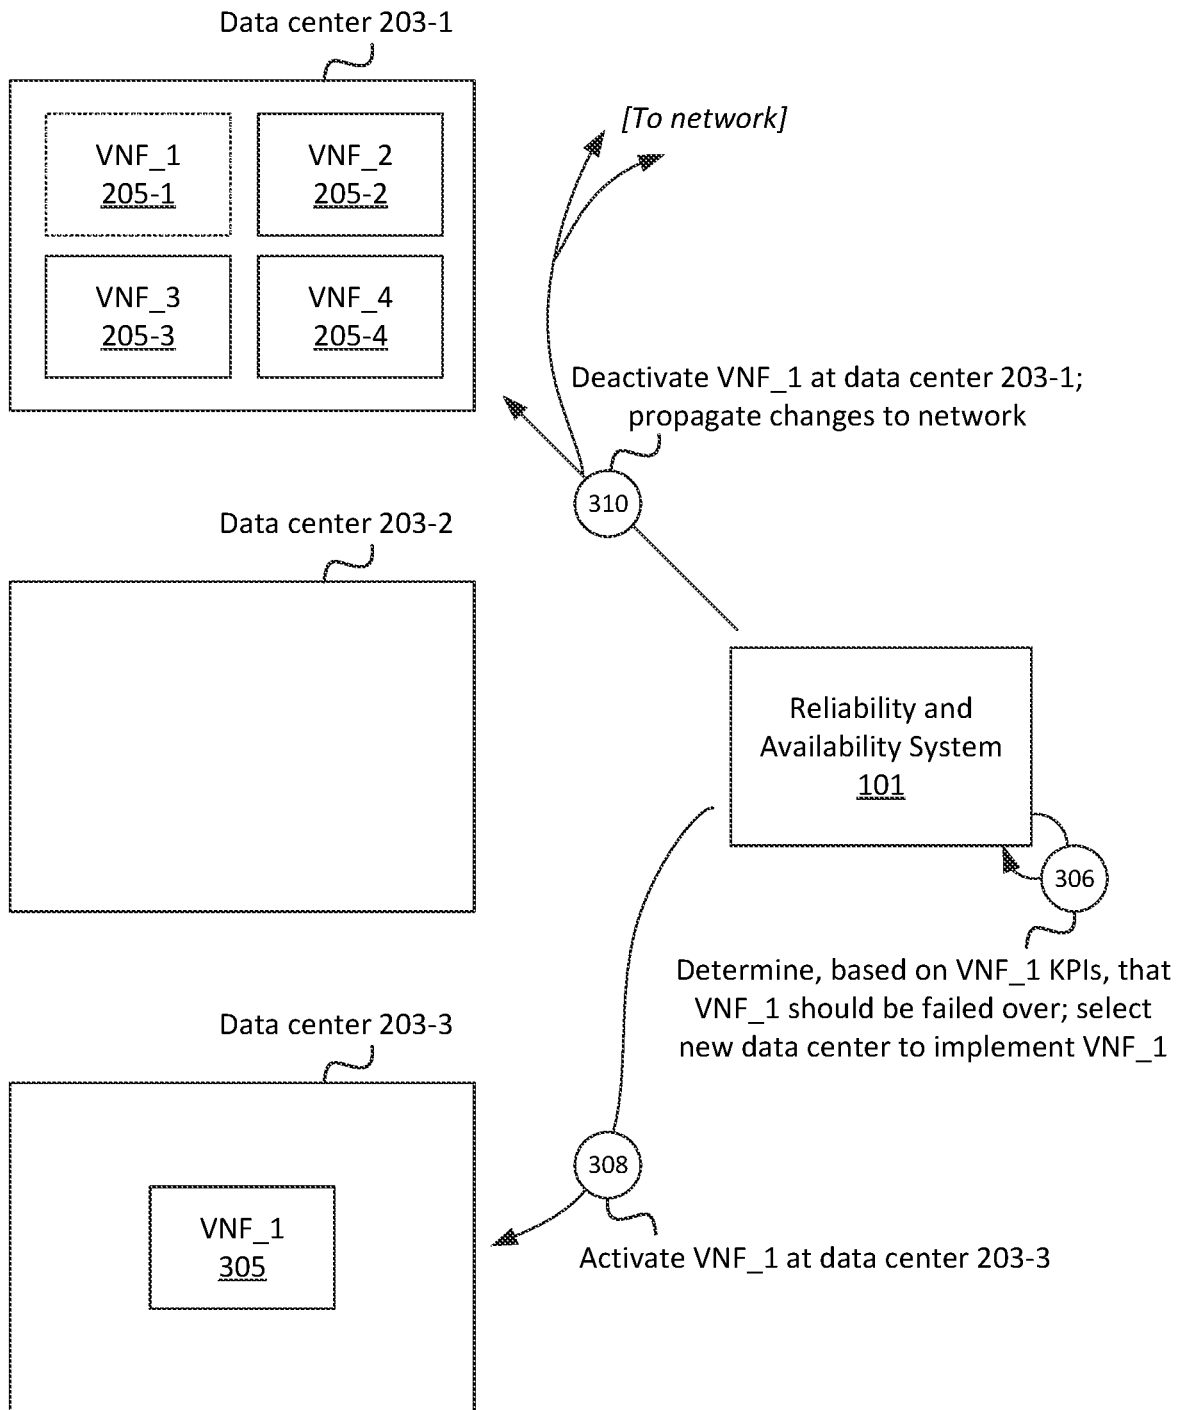 Data center 203-1
[To network]
VNF_1
205-1
VNF_2
205-2
VNF_3
205-3
VNF_4
205-4
Deactivate VNF_1 at data center 203-1;
propagate changes to network
310
Data center 203-2
Reliability and
Availability System
101
306
Determine, based on VNF_1 KPIs, that
VNF_1 should be failed over; select
new data center to implement VNF_1
Data center 203-3
308
VNF_1
305
Activate VNF_1 at data center 203-3